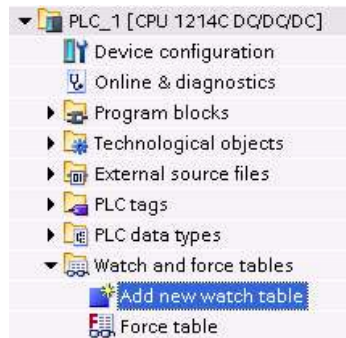 PLC_1 [CPU 1214C DC/DC/DC]
Device configuration
Online & diagnostics
Program blocks
Technological objects
External source files
PLC tags
PLC data types
Watch and force tables
Add new watch table
Force table